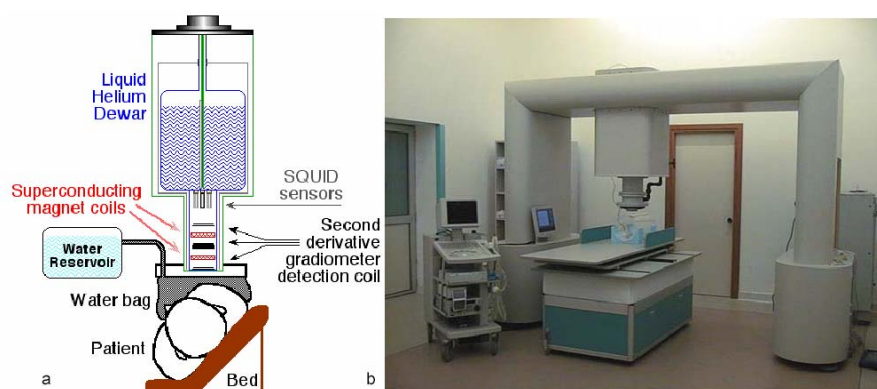 Liquid
Helium
Dewar
SQUID
sensors
Superconducting
magnet coils
Second
derivative
gradiometer
detection coil
Water
Reservoir
Water bag
Patient
Bed
a
b